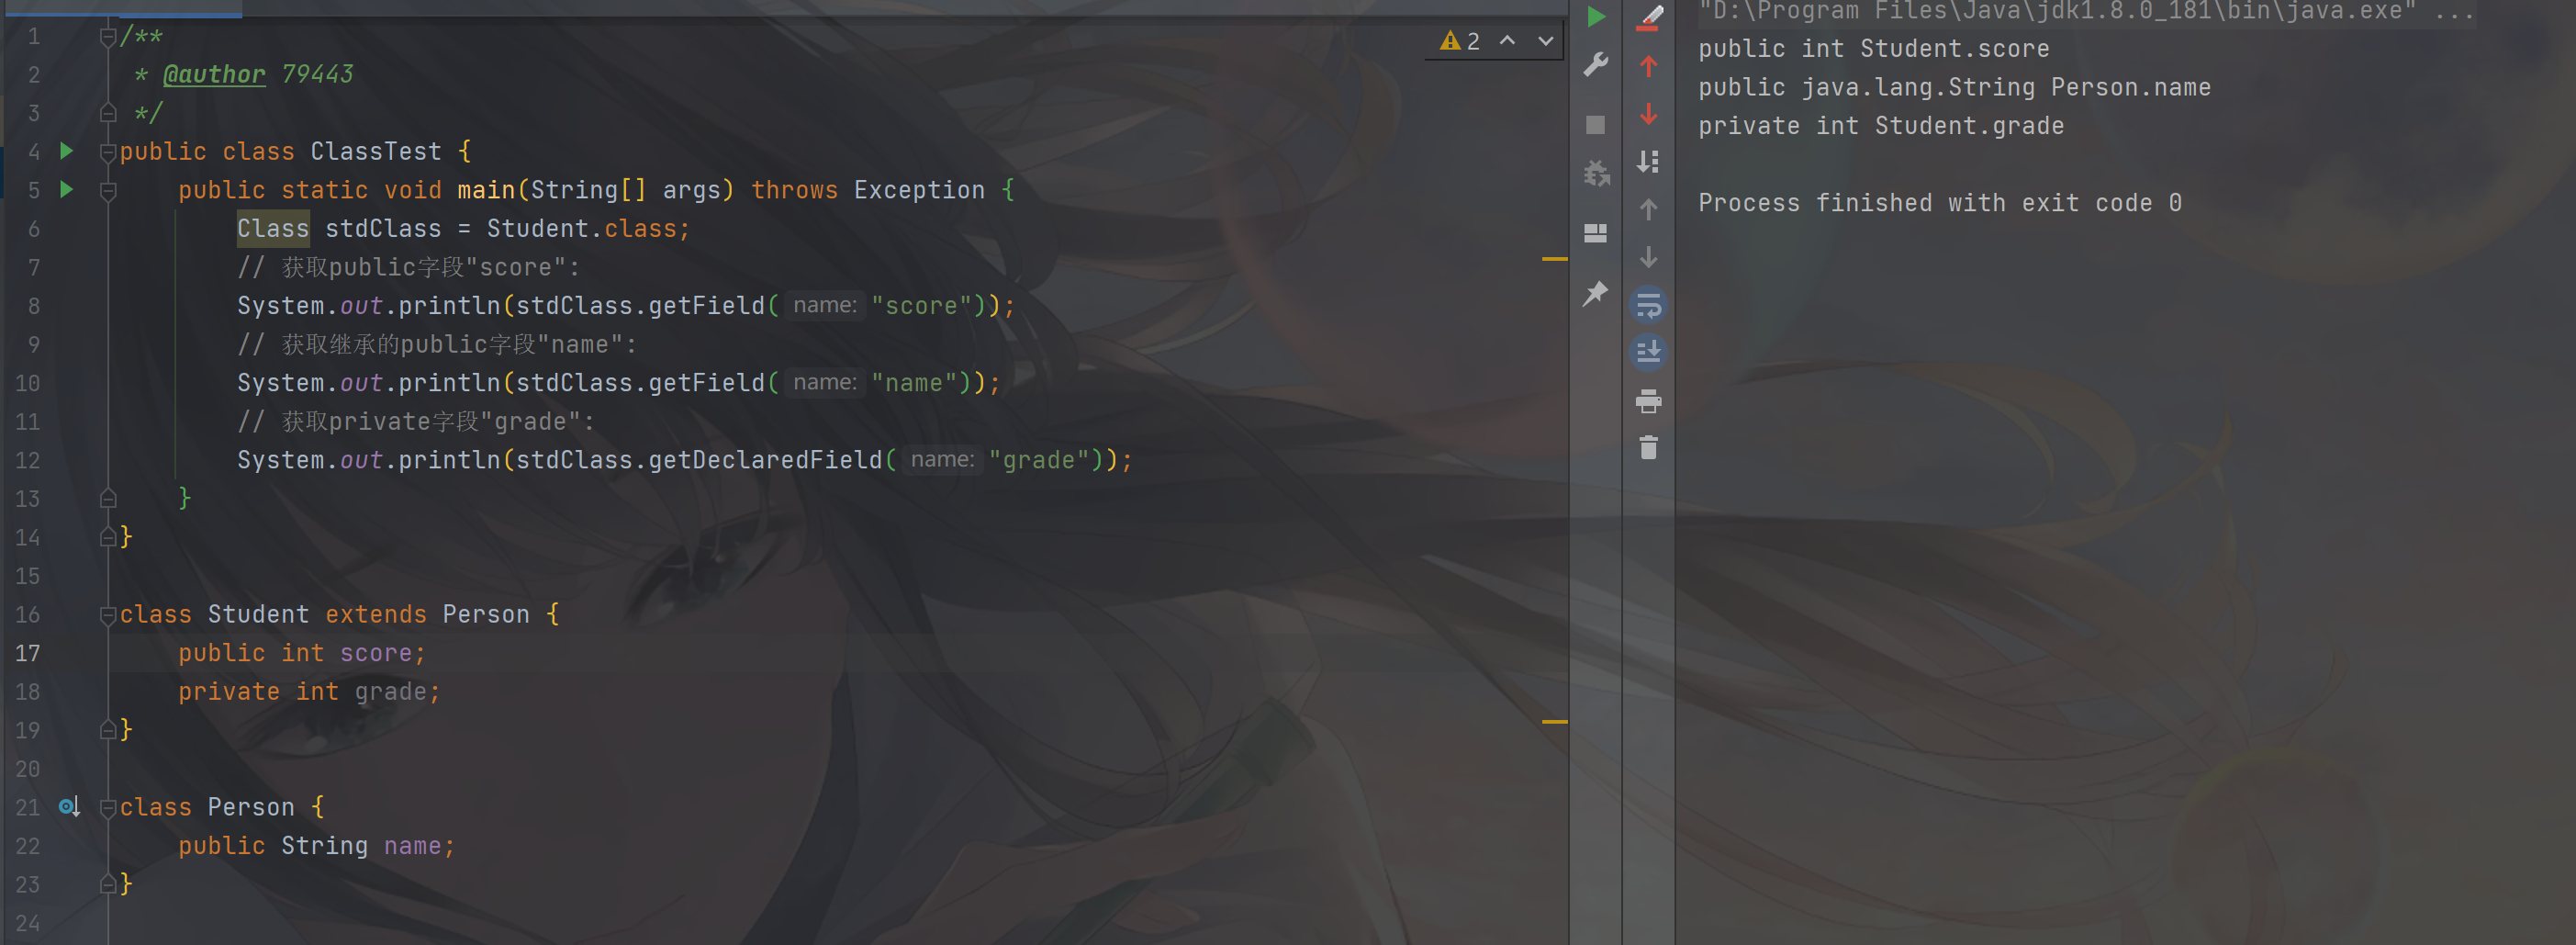 /**
 * @author 79443
 */
public class ClassTest {
    public static void main(String[] args) throws Exception {
        Class stdClass = Student.class;
        // 获取public字段"score":
        System.out.println(stdClass.getField( name: "score"));
        // 获取继承的public字段"name":
        System.out.println(stdClass.getField( name: "name"));
        // 获取private字段"grade":
        System.out.println(stdClass.getDeclaredField( name: "grade"));
    }
}
class Student extends Person {
    public int score;
    private int grade;
}
class Person {
    public String name;
}
1
2
3
4
5
6
7
8
9
10
11
12
13
14
15
16
17
18
19
20
21
22
23
24
2
"D:\Program Files\Java\jdk1.8.0_181\bin\java.exe" ...
public int Student.score
public java.lang.String Person.name
private int Student.grade
Process finished with exit code 0